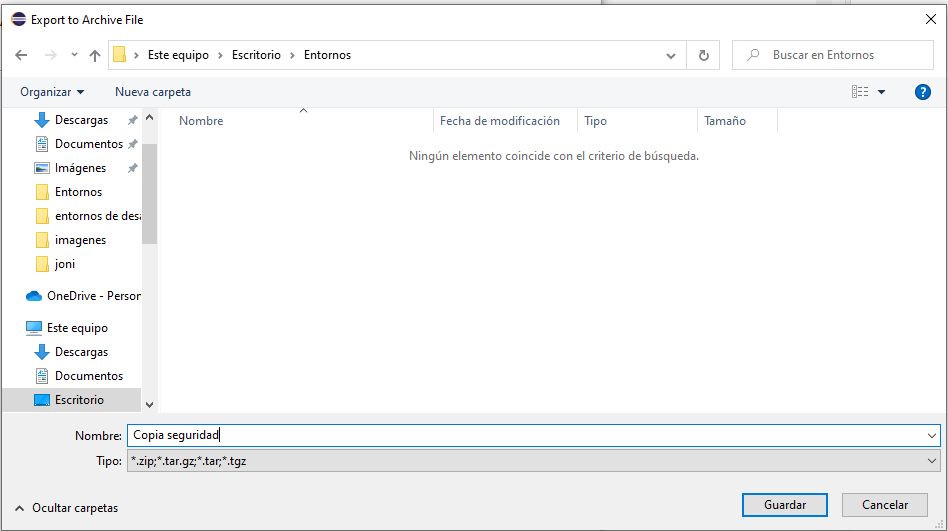 Export to Archive File
Este equipo Escritorio Entornos
Buscar en Entornos
Organizar Nueva carpeta
Nombre Fecha de modificación Tipo Tamaño
Ningún elemento coincide con el criterio de búsqueda.
Descargas
Documentos
Imágenes
Entornos
entornos de desa
imagenes
joni
OneDrive - Person
Este equipo
Descargas
Documentos
Escritorio
Nombre: Copia seguridad
Tipo: *.zip;*.tar.gz;*.tar;*.tgz
Ocultar carpetas
Guardar Cancelar